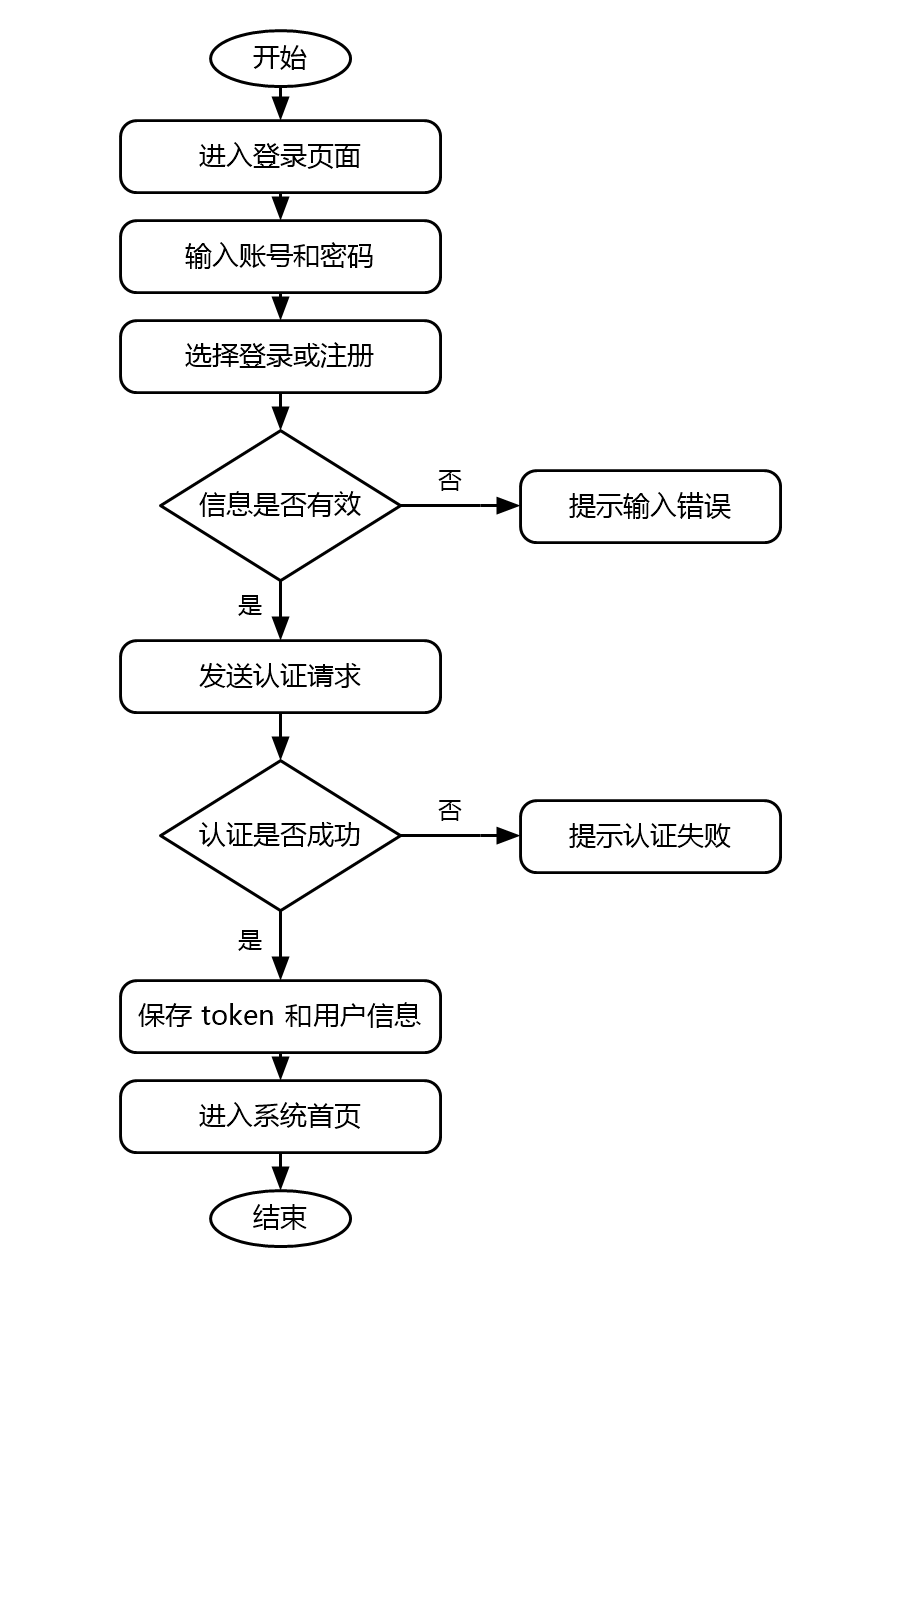 开始
进入登录页面
输入账号和密码
选择登录或注册
信息是否有效
否
提示输入错误
是
发送认证请求
认证是否成功
否
提示认证失败
是
保存 token 和用户信息
进入系统首页
结束